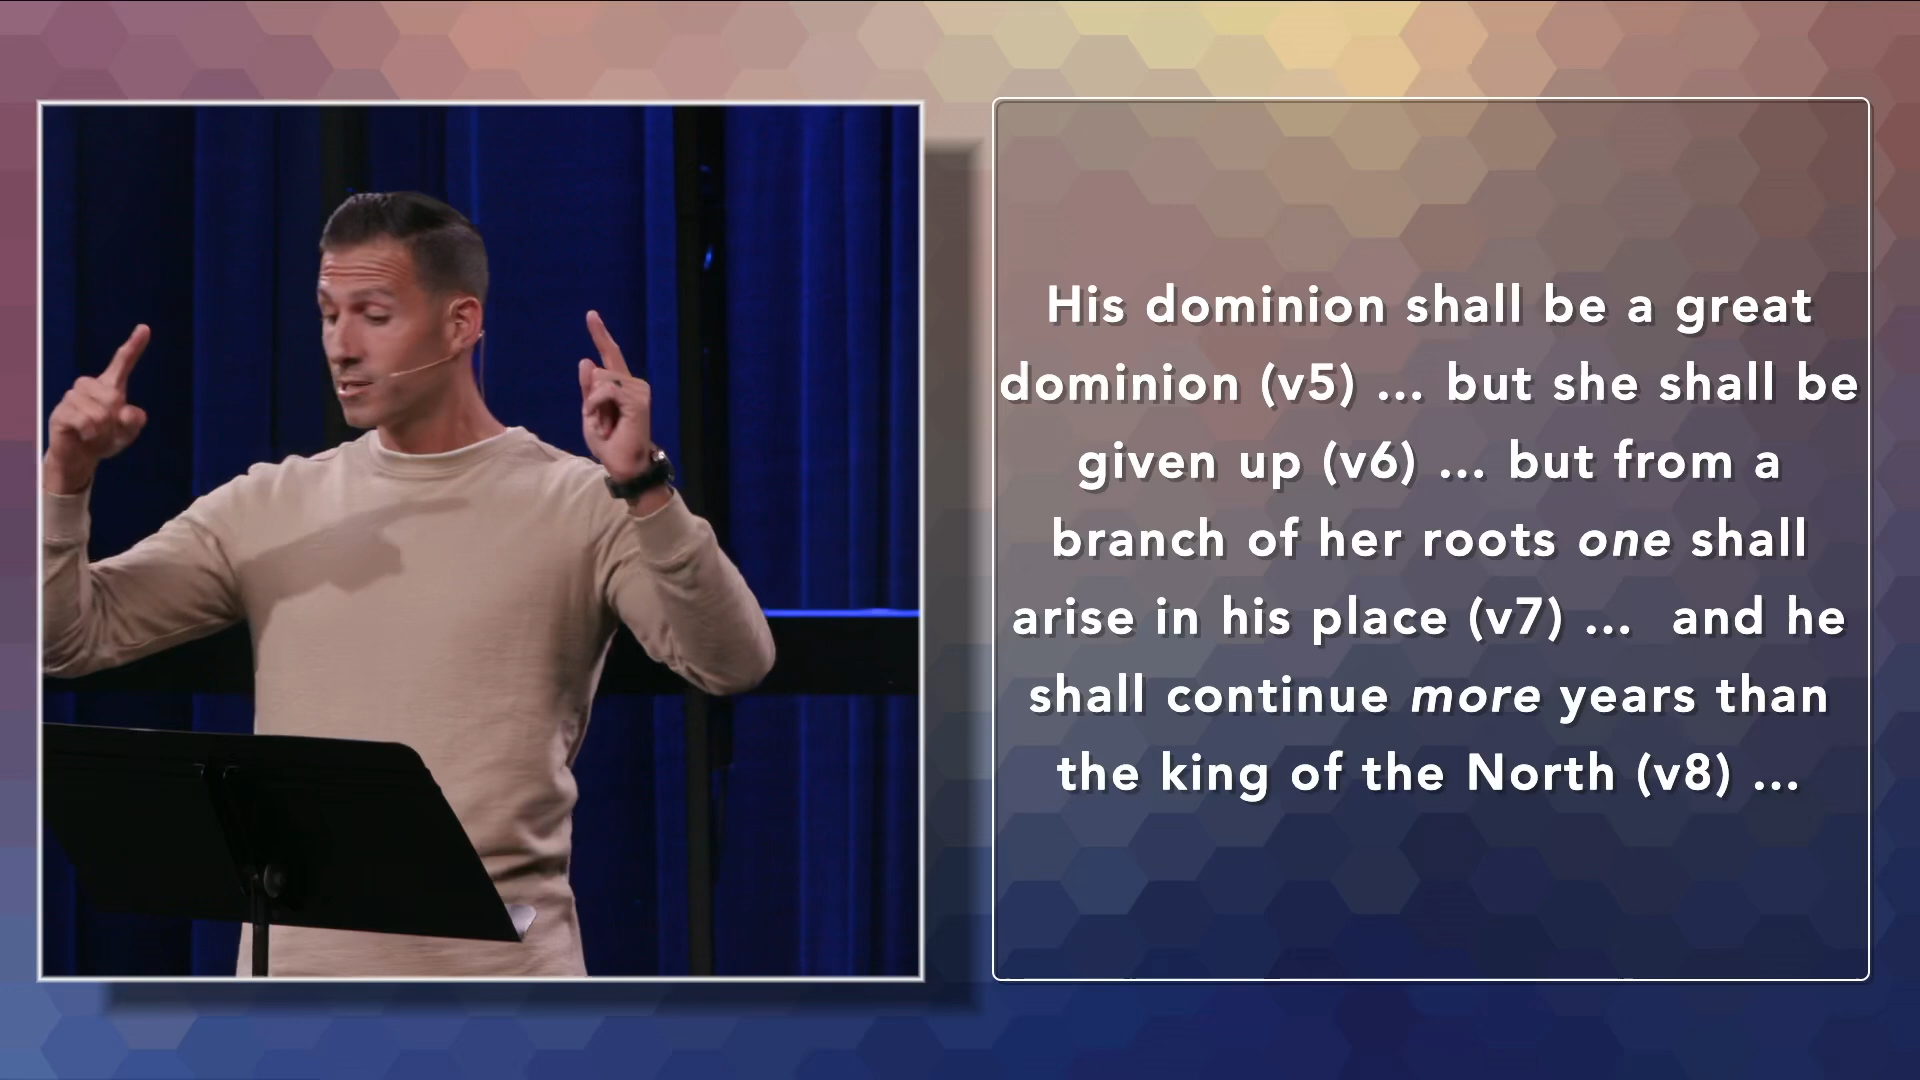 His dominion shall be a great
dominion (v5) ... but she shall be
given up (v6) ... but from a
branch of her roots one shall
arise in his place (v7) ... and he
shall continue more years than
the king of the North (v8) ...